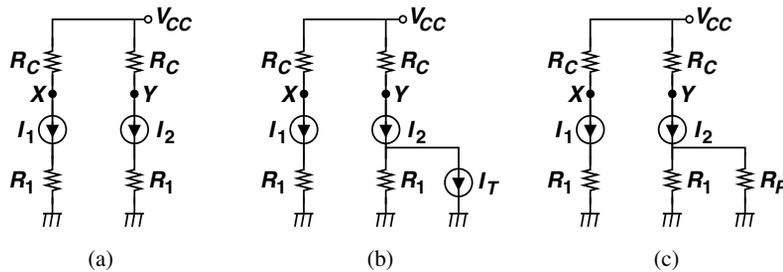 V_CC V_CC V_CC
R_C R_C R_C R_C R_C R_C
X Y X Y X Y
I_1 I_2 I_1 I_2 I_1 I_2
R_1 R_1 R_1 R_1 I_T R_1 R_1 R_P
(a) (b) (c)